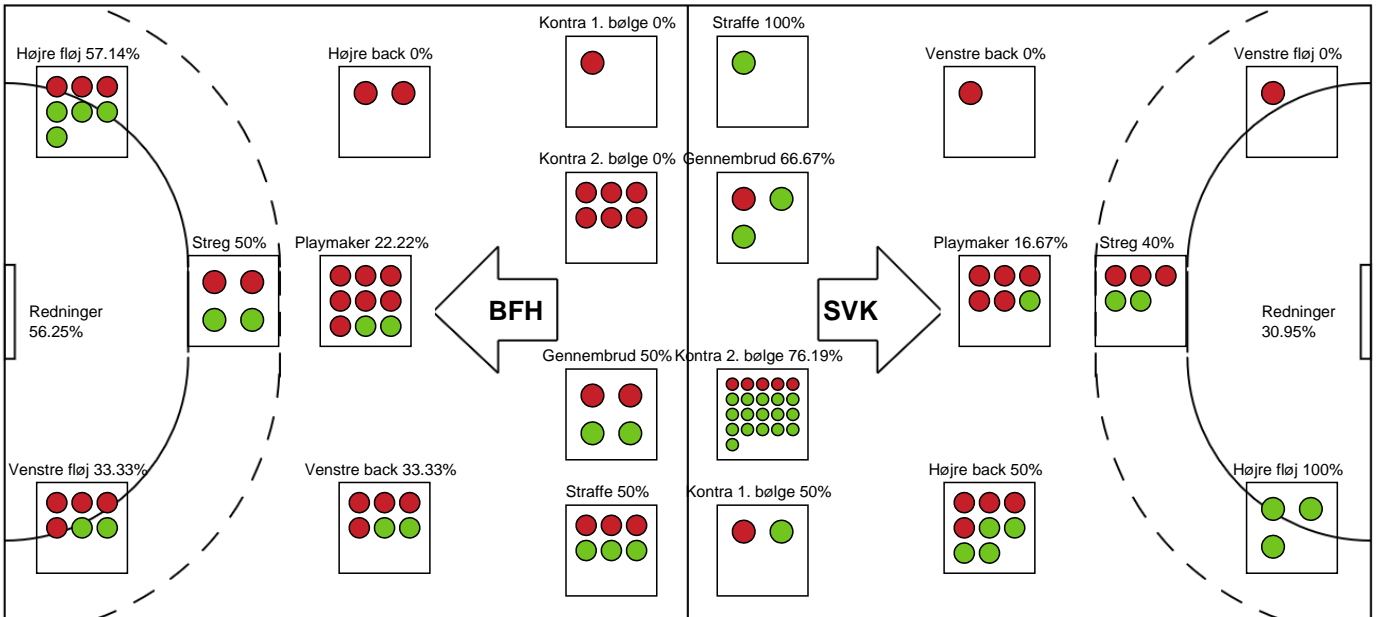 Kontra 1. bølge 0%
Straffe 100%
Højre fløj 57.14%
Højre back 0%
Venstre back 0%
Venstre fløj 0%
Kontra 2. bølge 0%
Gennembrud 66.67%
Streg 50%
Playmaker 22.22%
Playmaker 16.67%
Streg 40%
Redninger
56.25%
BFH
SVK
Redninger
30.95%
Gennembrud 50%
Kontra 2. bølge 76.19%
Venstre fløj 33.33%
Venstre back 33.33%
Højre back 50%
Højre fløj 100%
Straffe 50%
Kontra 1. bølge 50%